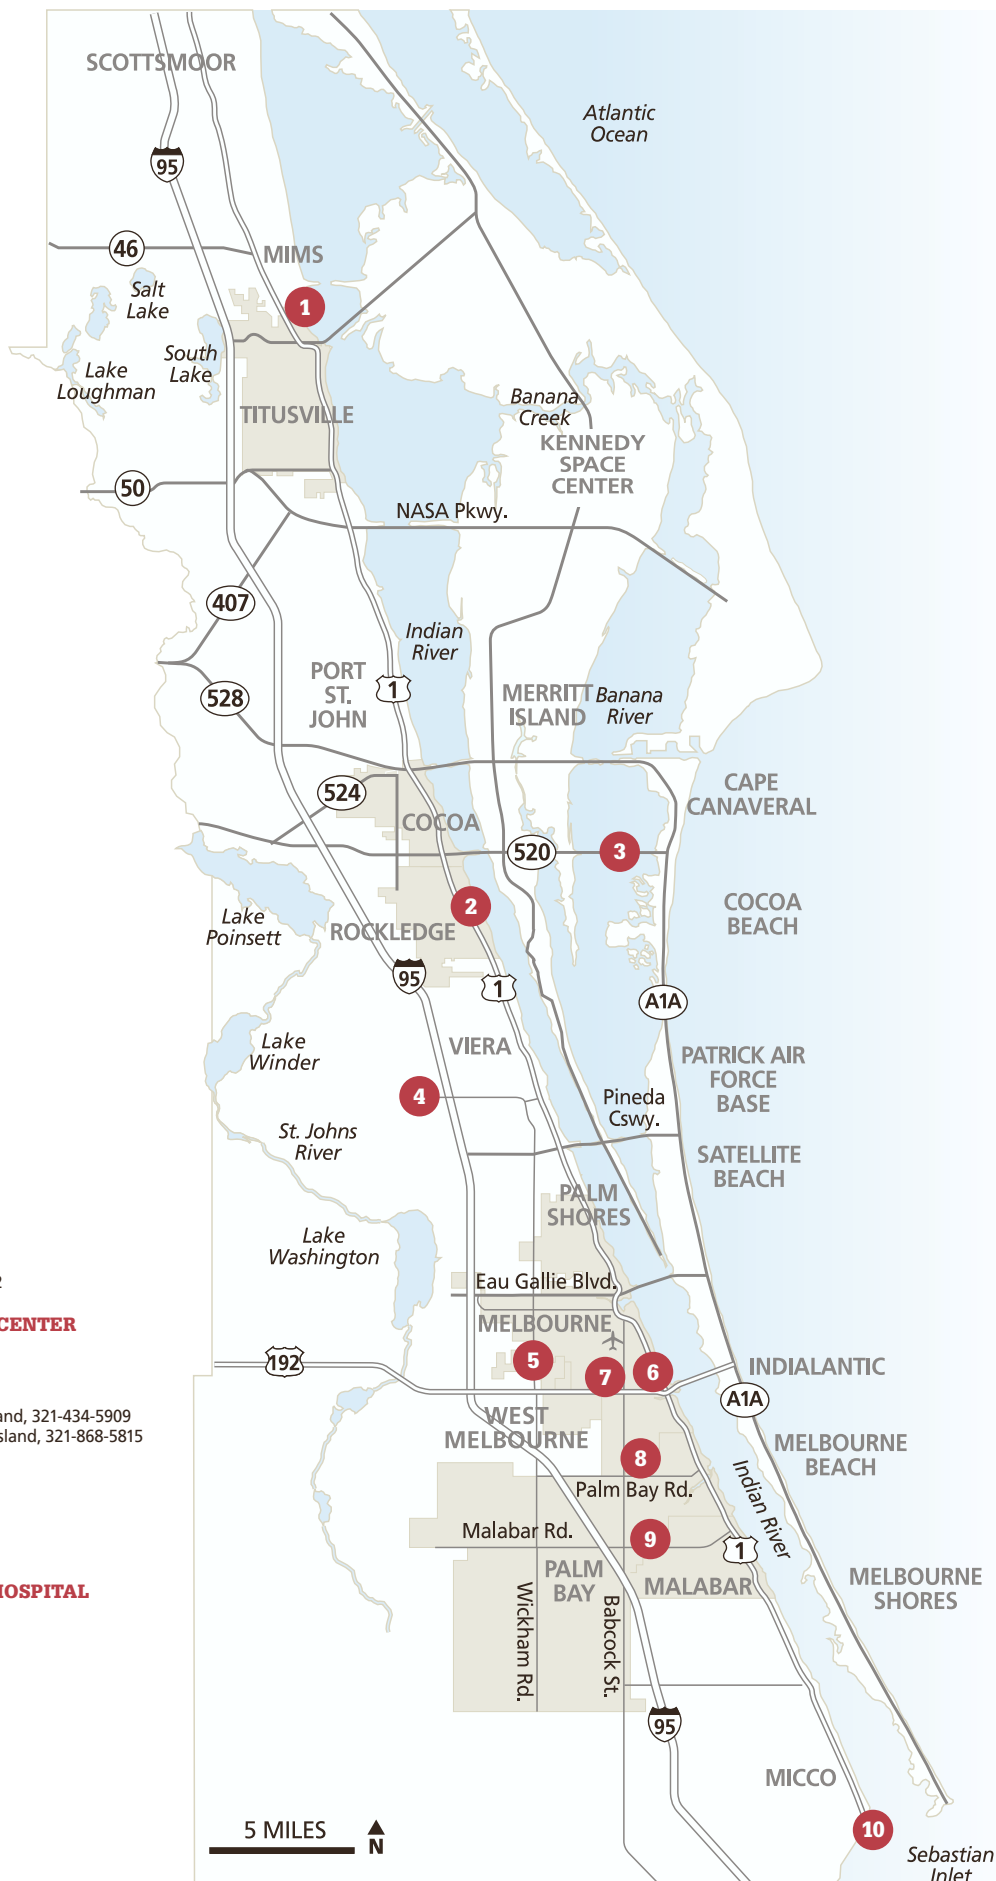 SCOTTSMOOR
Atlantic
Ocean
95
46
MIMS
Salt
Lake
1
South
Lake
Lake
Loughman
TITUSVILLE
Banana
Creek
KENNEDY
SPACE
CENTER
50
NASA Pkwy.
407
Indian
River
PORT
ST.
JOHN
1
528
MERRITT
ISLAND
Banana
River
524
CAPE
CANAVERAL
COCOA
520
3
2
Lake
Poinsett
ROCKLEDGE
COCOA
BEACH
95
1
A1A
Lake
Winder
VIERA
PATRICK AIR
FORCE
BASE
4
Pineda
Cswy.
St. Johns
River
SATELLITE
BEACH
PALM
SHORES
Lake
Washington
2
Eau Gallie Blvd.
CENTER
MELBOURNE
192
5
7
6
INDIALANTIC
A1A
and, 321-434-5909
sland, 321-868-5815
WEST
MELBOURNE
MELBOURNE
BEACH
8
Palm Bay Rd.
Indian River
Malabar Rd.
9
1
PALM
BAY
MALABAR
MELBOURNE
SHORES
HOSPITAL
Wickham Rd.
Babcock St.
95
MICCO
5 MILES
N
10
Sebastian
Inlet